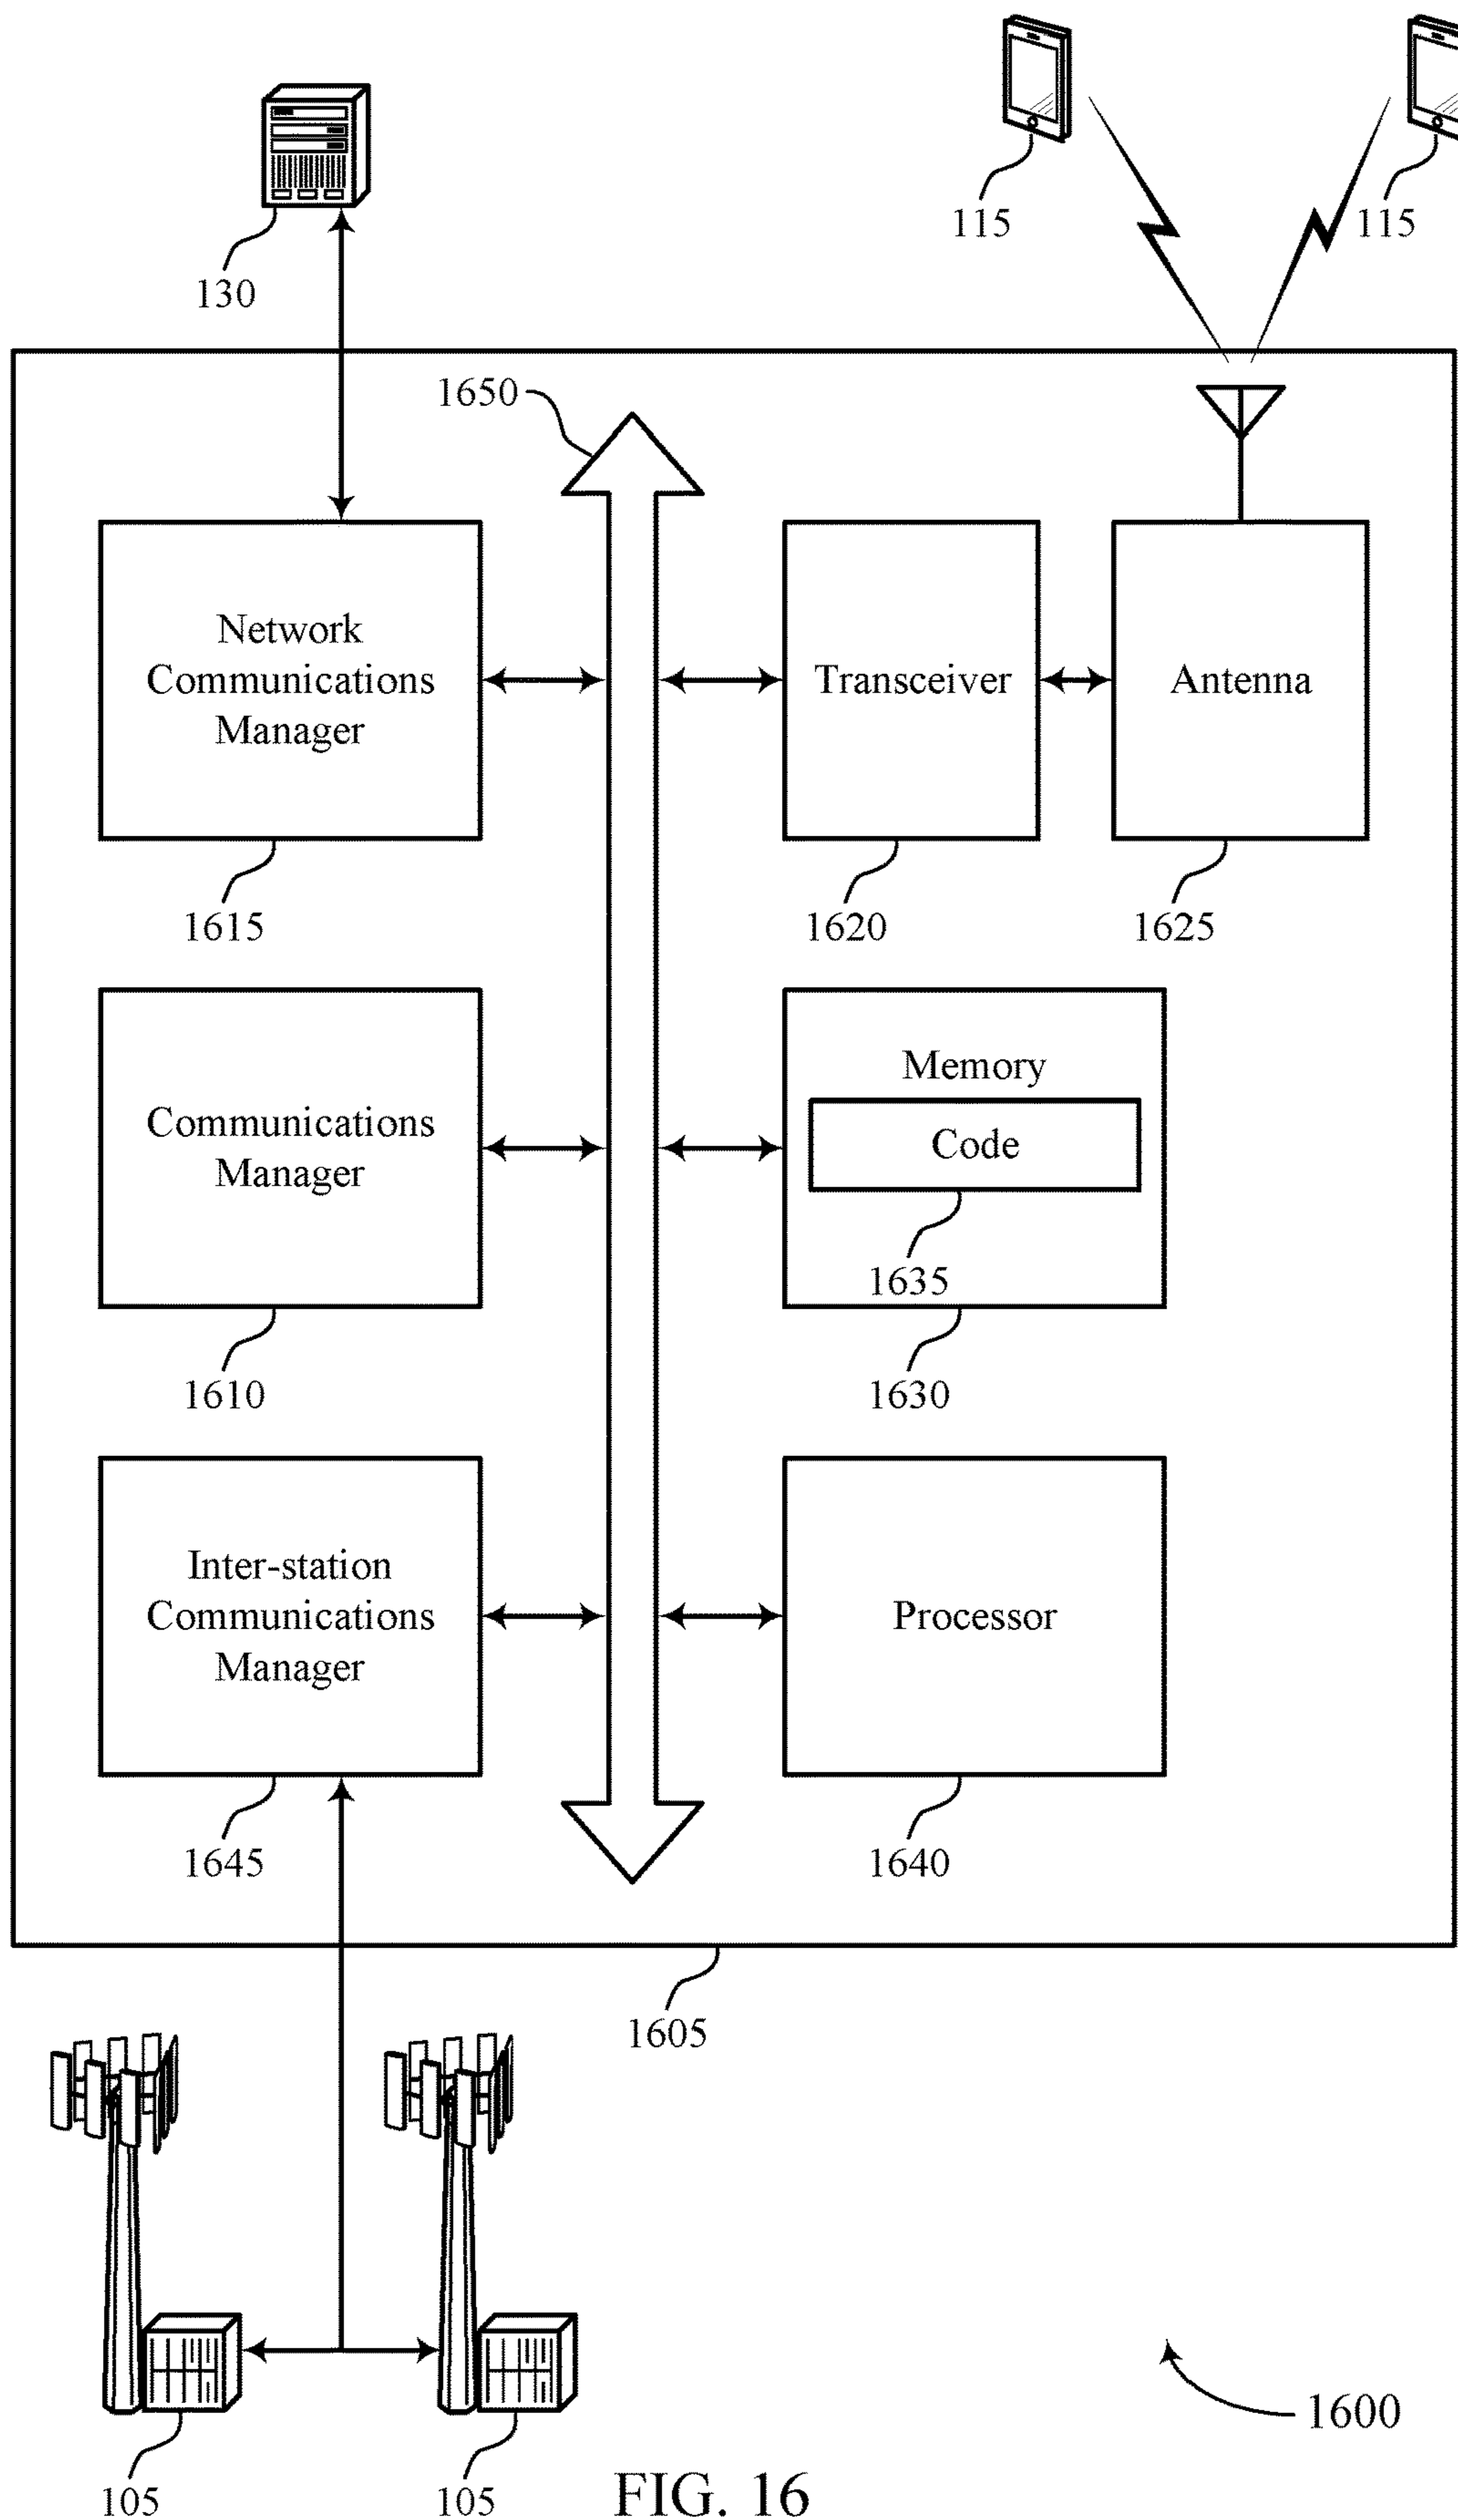 115
115
130
1650
Network
Communications
Manager
Transceiver
Antenna
1615
1620
1625
Communications
Manager
Memory
Code
1635
1610
1630
Inter-station
Communications
Manager
Processor
1645
1640
1605
1600
105
105
FIG. 16